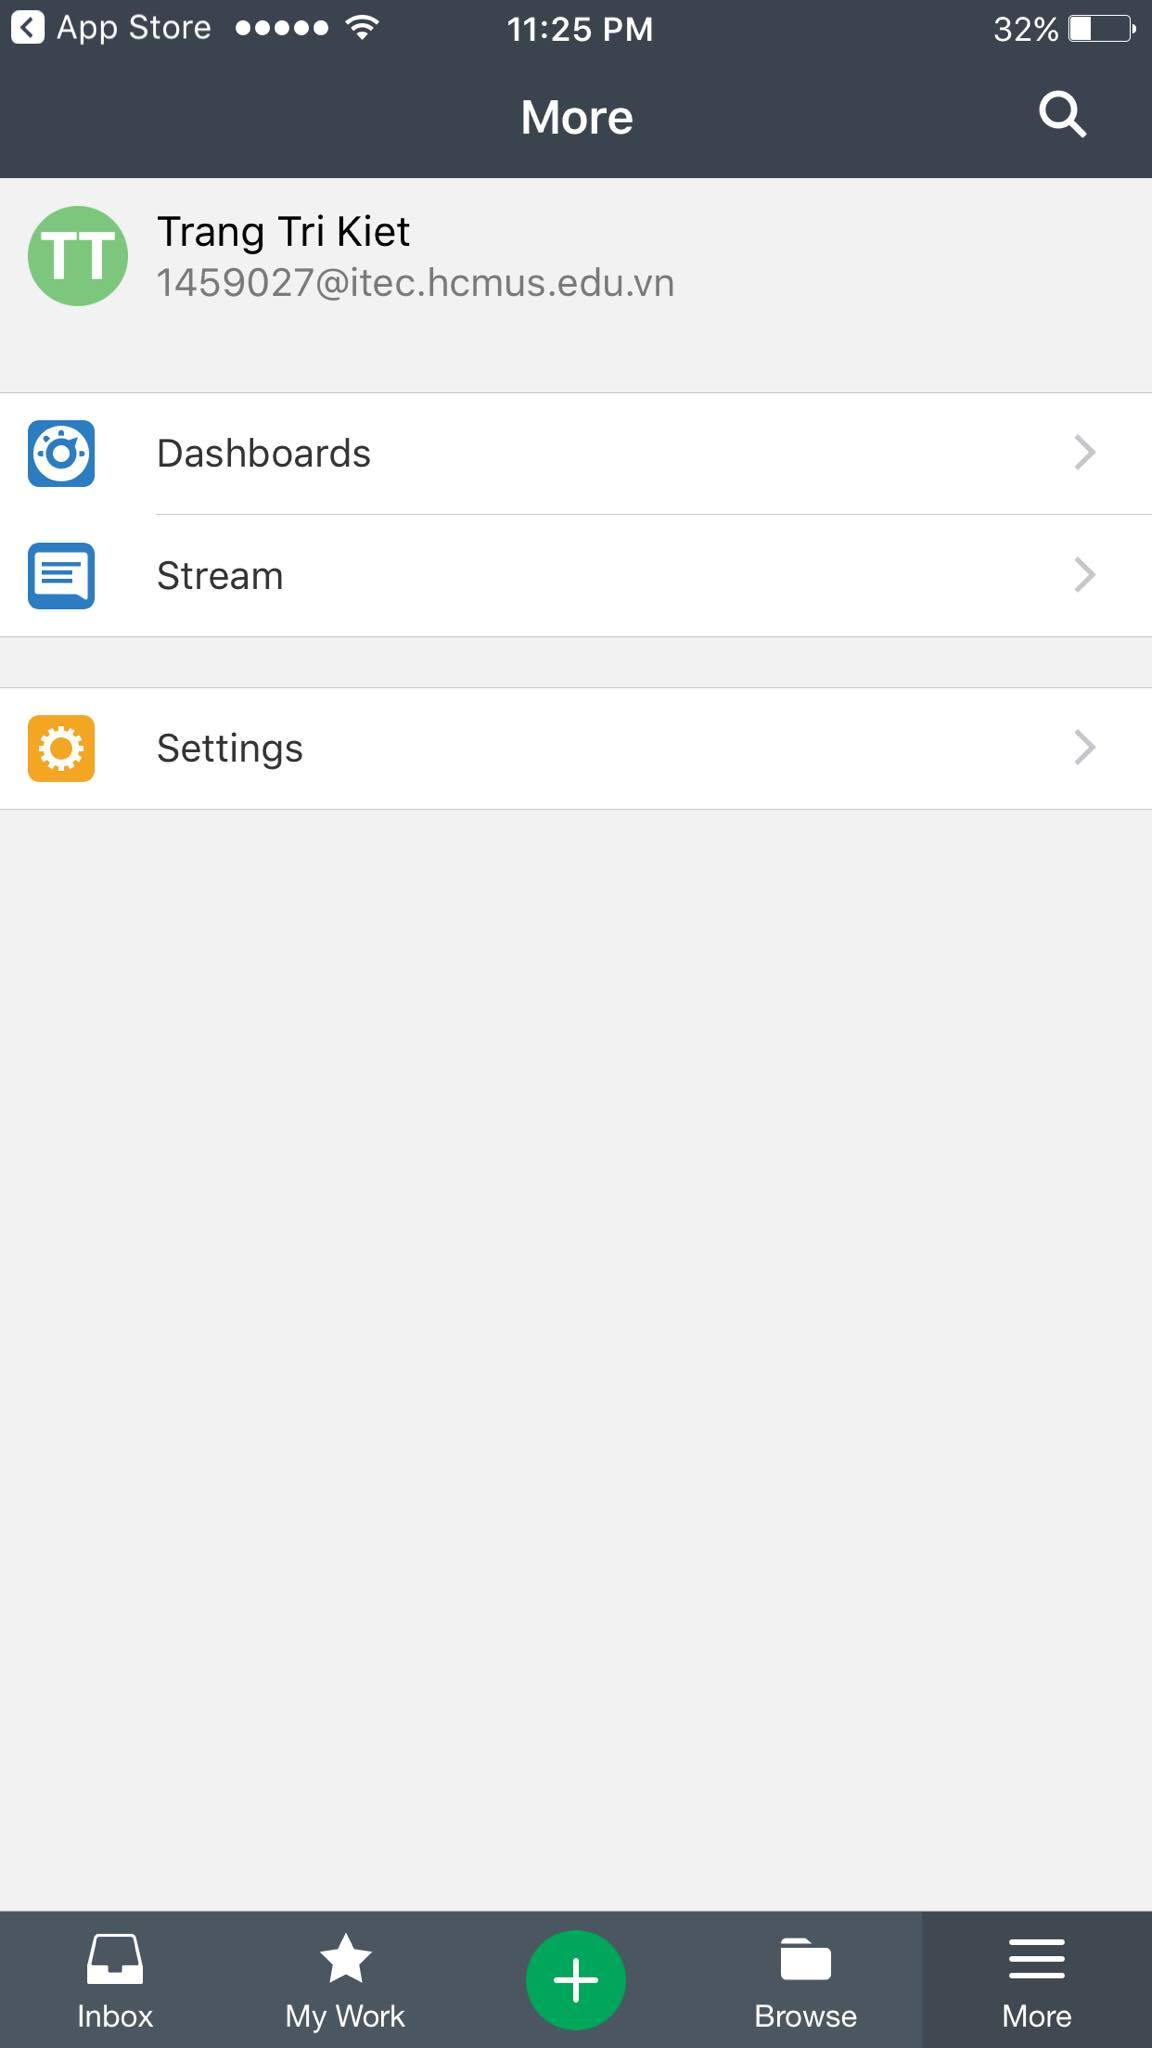 App Store
11:25 PM
32%
More
TT
Trang Tri Kiet
1459027@itec.hcmus.edu.vn
Dashboards
Stream
Settings
Inbox
My Work
Browse
More